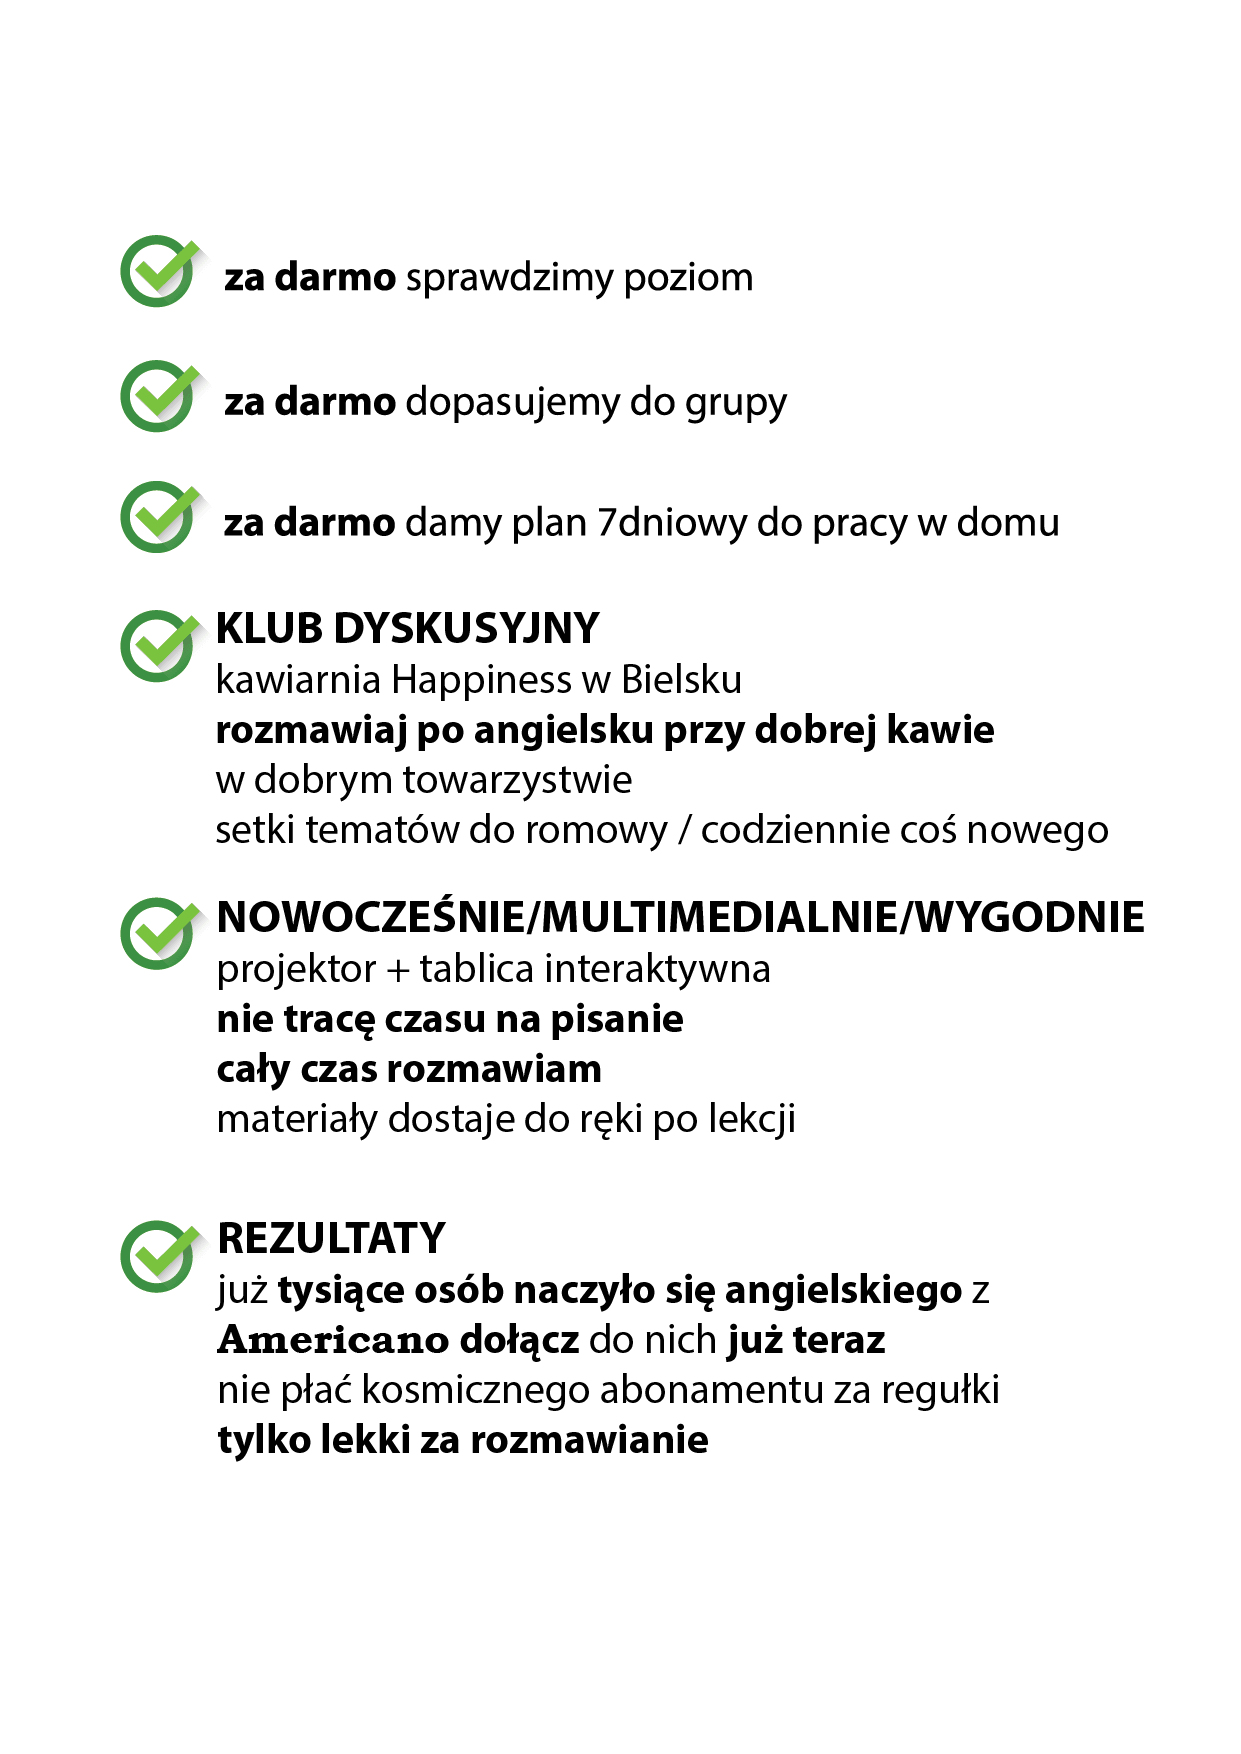 za darmo sprawdzimy poziom
za darmo dopasujemy do grupy
za darmo damy plan 7dniowy do pracy w domu
KLUB DYSKUSYJNY
kawiarnia Happiness w Bielsku
rozmawiaj po angielsku przy dobrej kawie
w dobrym towarzystwie
setki tematów do romowy / codziennie coś nowego
NOWOCZEŚNIE/MULTIMEDIALNIE/WYGODNIE
projektor + tablica interaktywna
nie tracę czasu na pisanie
cały czas rozmawiam
materiały dostaje do ręki po lekcji
REZULTATY
już tysiące osób naczyło się angielskiego z
Americano dołącz do nich już teraz
nie płać kosmicznego abonamentu za regułki
tylko lekki za rozmawianie